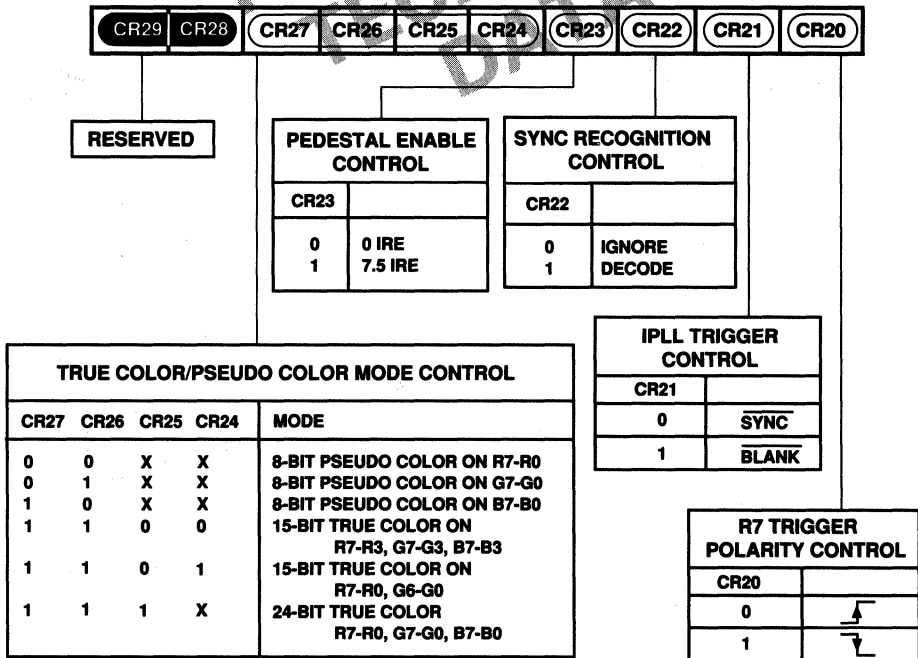 CR29 CR28 CR27 CR26 CR25 CR24 CR23 CR22 CR21 CR20
RESERVED
PEDESTAL ENABLE
CONTROL
CR23
0 0 IRE
1 7.5 IRE
SYNC RECOGNITION
CONTROL
CR22
0 IGNORE
1 DECODE
IPLL TRIGGER
CONTROL
CR21
0 SYNC
1 BLANK
TRUE COLOR/PSEUDO COLOR MODE CONTROL
CR27 CR26 CR25 CR24 MODE
0 0 X X 8-BIT PSEUDO COLOR ON R7-R0
0 1 X X 8-BIT PSEUDO COLOR ON G7-G0
1 0 X X 8-BIT PSEUDO COLOR ON B7-B0
1 1 0 0 15-BIT TRUE COLOR ON
R7-R3, G7-G3, B7-B3
1 1 0 1 15-BIT TRUE COLOR ON
R7-R0, G6-G0
1 1 1 X 24-BIT TRUE COLOR
R7-R0, G7-G0, B7-B0
R7 TRIGGER
POLARITY CONTROL
CR20
0
1